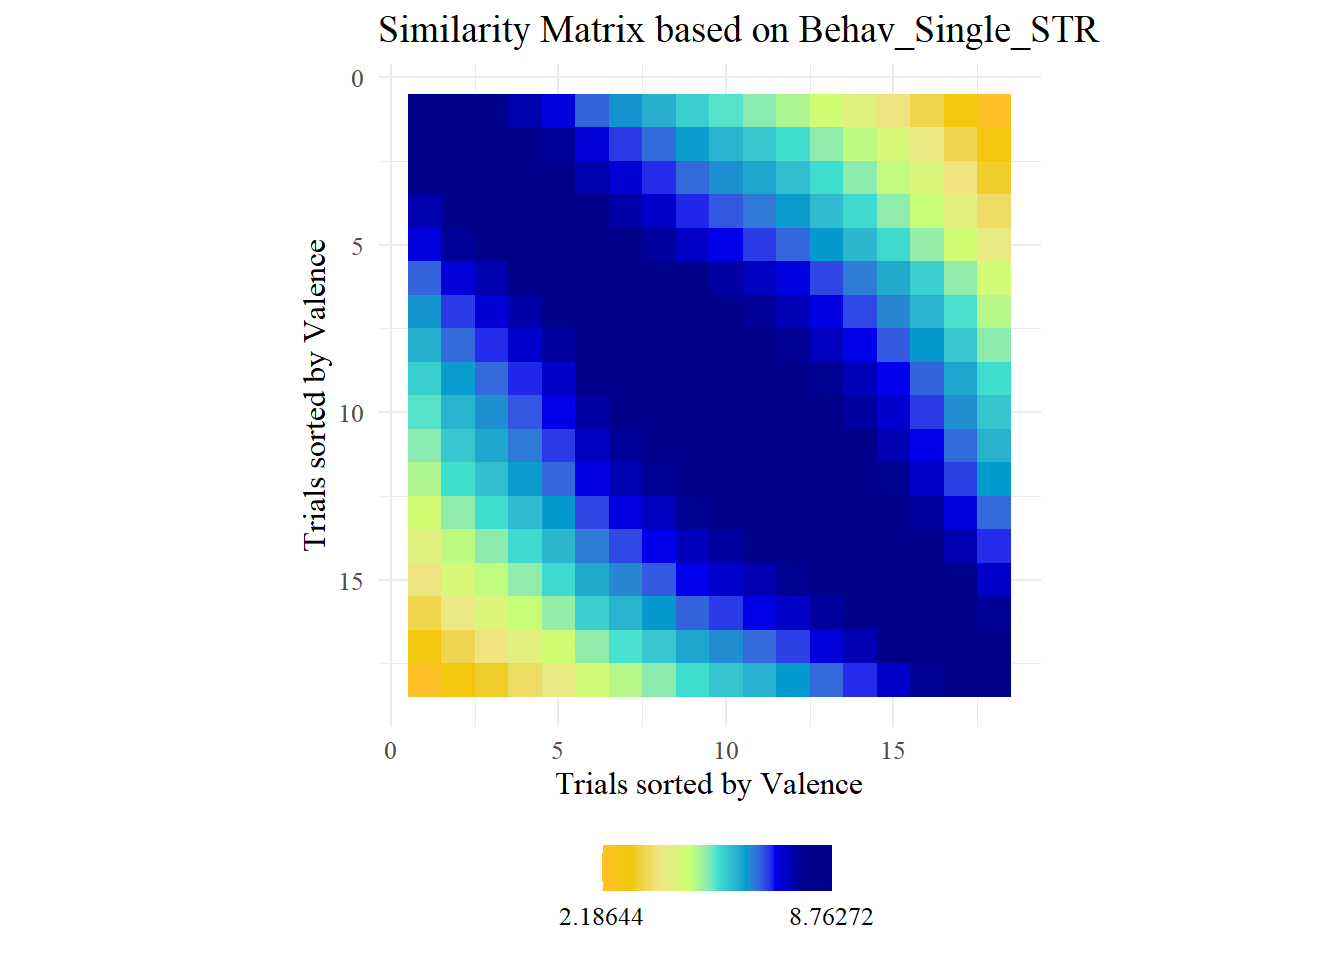 Similarity Matrix based on Behav_Single_STR
0
5
10
15
Trials sorted by Valence
0 5 10 15
Trials sorted by Valence
2.18644 8.76272